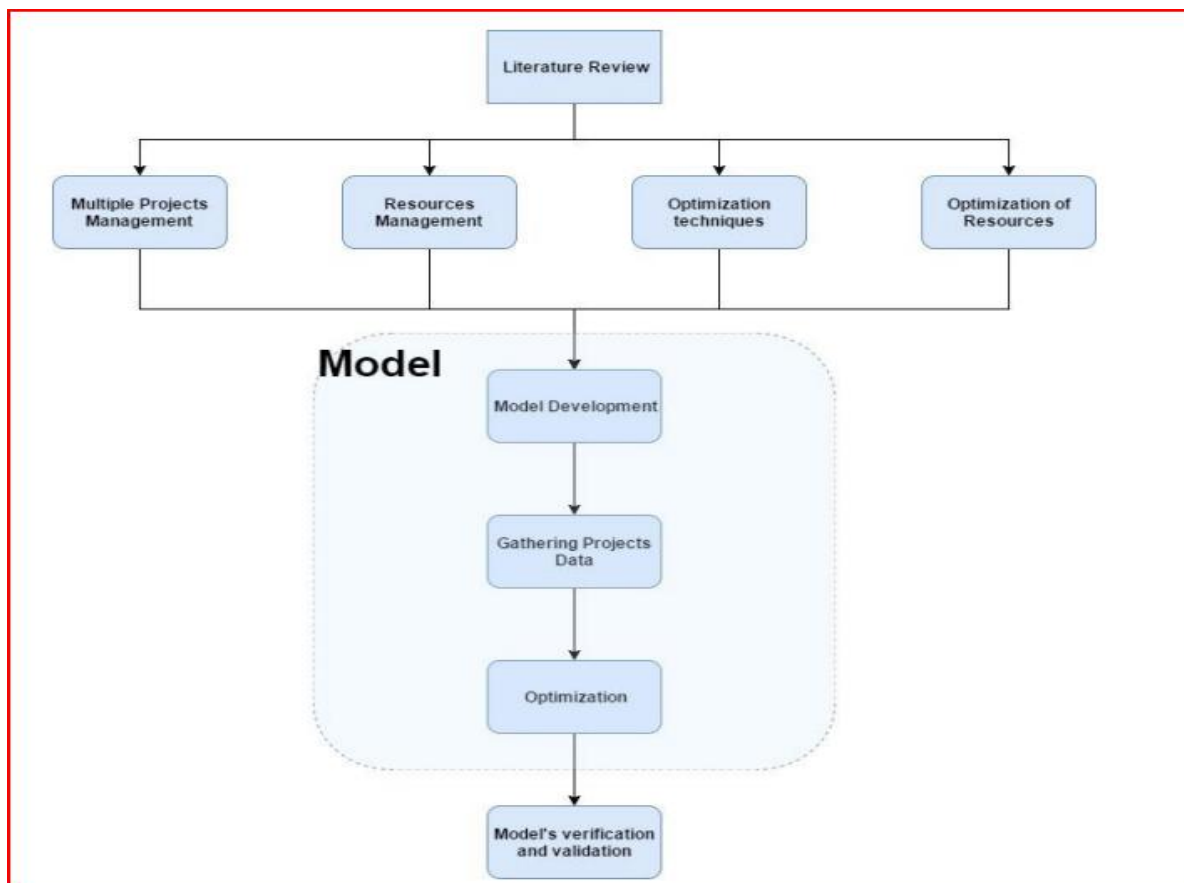 Literature Review
Multiple Projects
Management
Resources
Management
Optimization
techniques
Optimization of
Resources
Model
Model Development
Gathering Projects
Data
Optimization
Model's verification
and validation